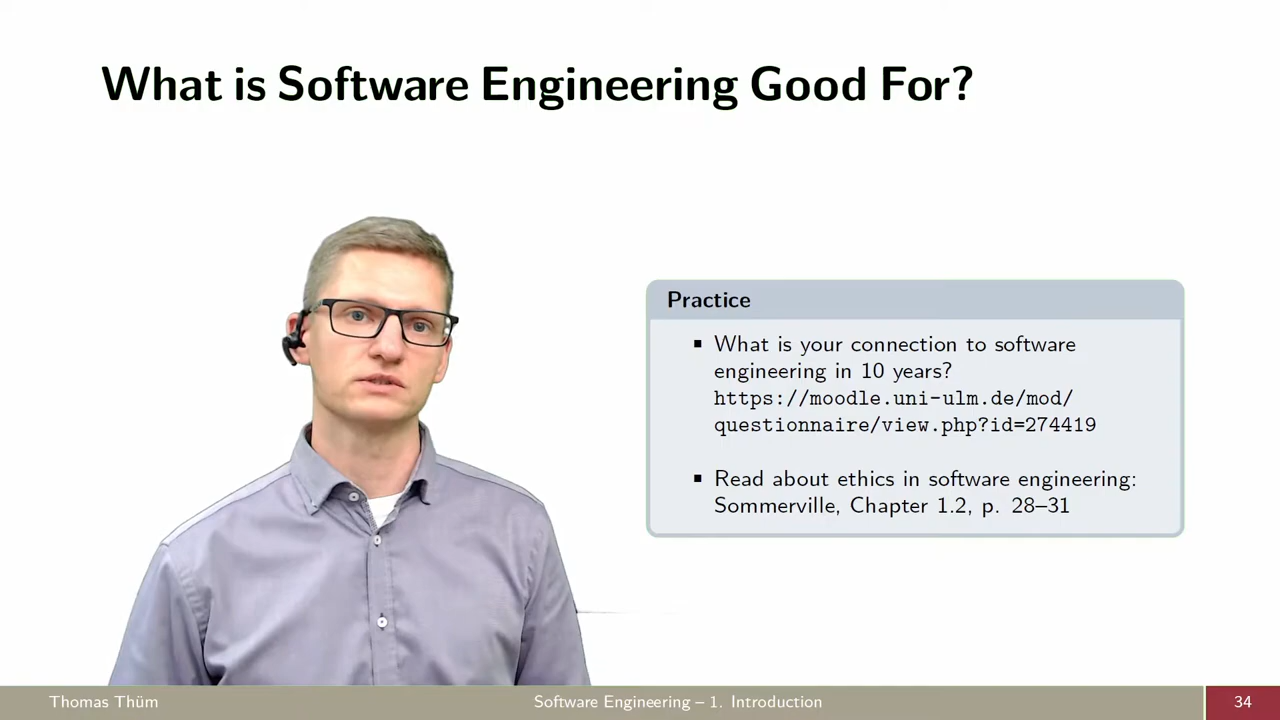 What is Software Engineering Good For?
Practice
▪ What is your connection to software
engineering in 10 years?
https://moodle.uni-ulm.de/mod/
questionnaire/view.php?id=274419
▪ Read about ethics in software engineering:
Sommerville, Chapter 1.2, p. 28–31
Thomas Thüm
Software Engineering – 1. Introduction
34